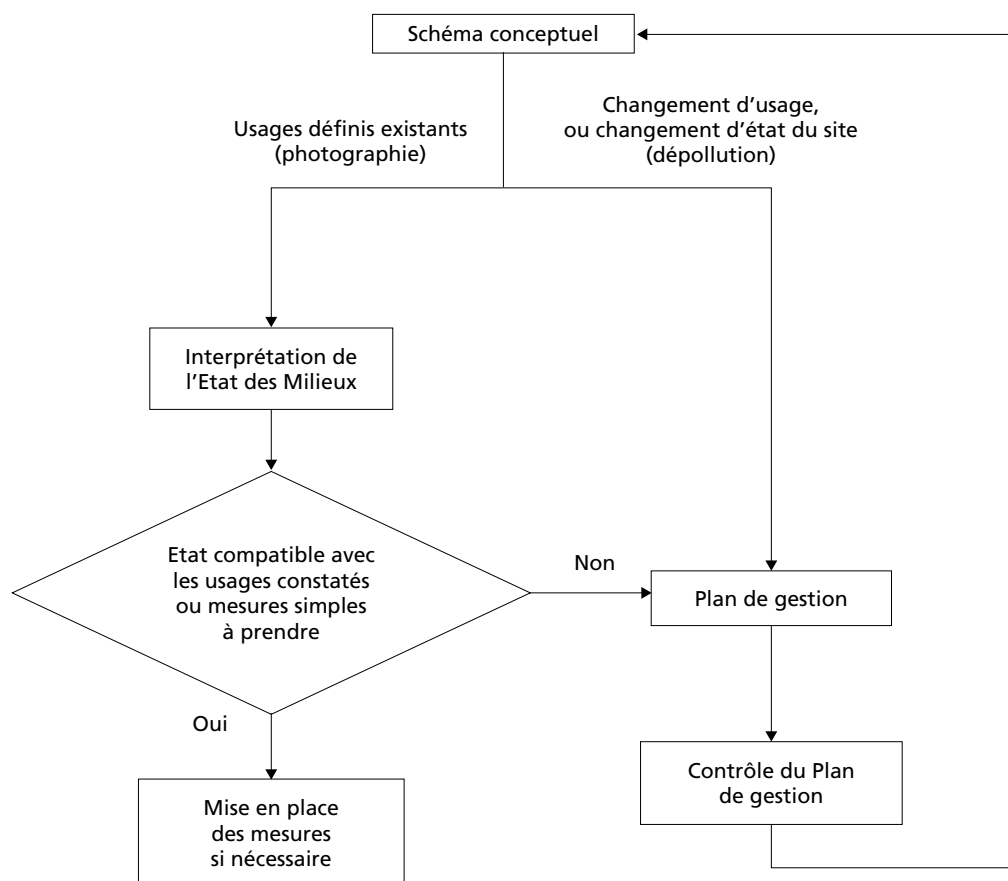 Schéma conceptuel
Usages définis existants
(photographie)
Changement d'usage,
ou changement d'état du site
(dépollution)
Interprétation de
l'Etat des Milieux
Etat compatible avec
les usages constatés
ou mesures simples
à prendre
Non
Plan de gestion
Oui
Contrôle du Plan
de gestion
Mise en place
des mesures
si nécessaire